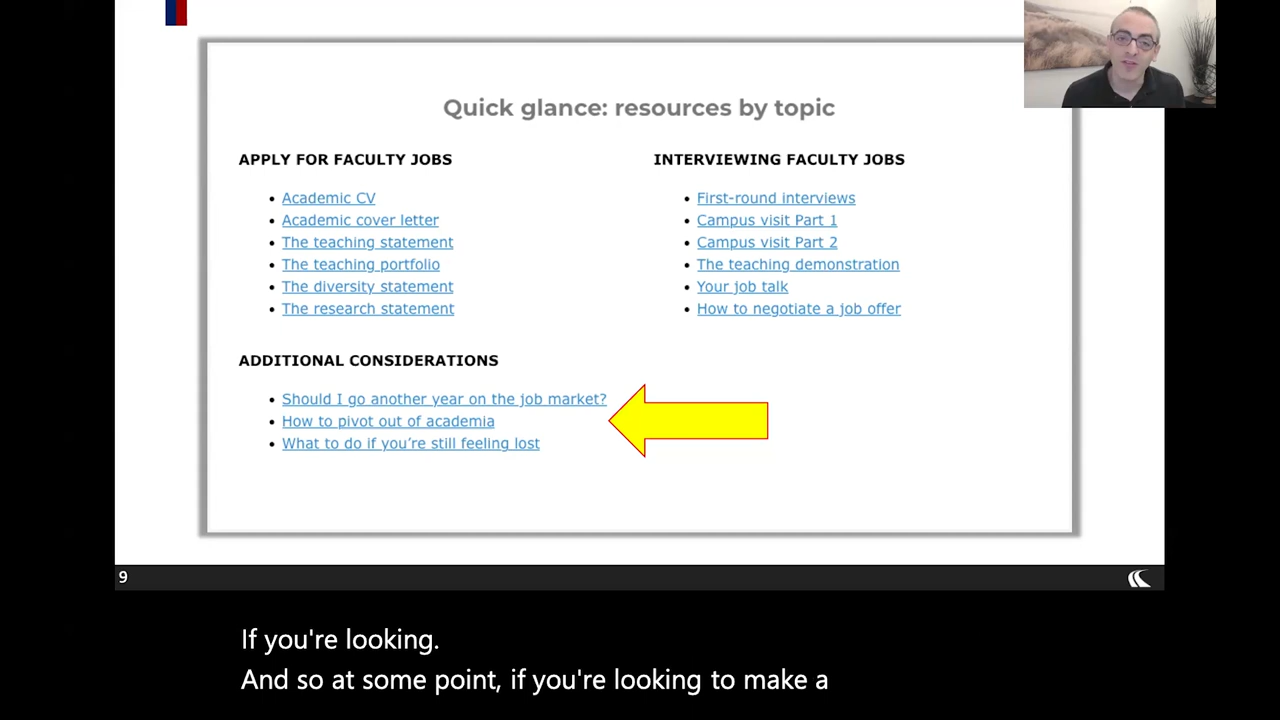 Quick glance: resources by topic
APPLY FOR FACULTY JOBS
Academic CV
Academic cover letter
The teaching statement
The teaching portfolio
The diversity statement
The research statement
INTERVIEWING FACULTY JOBS
First-round interviews
Campus visit Part 1
Campus visit Part 2
The teaching demonstration
Your job talk
How to negotiate a job offer
ADDITIONAL CONSIDERATIONS
Should I go another year on the job market?
How to pivot out of academia
What to do if you’re still feeling lost
9
If you're looking.
And so at some point, if you're looking to make a